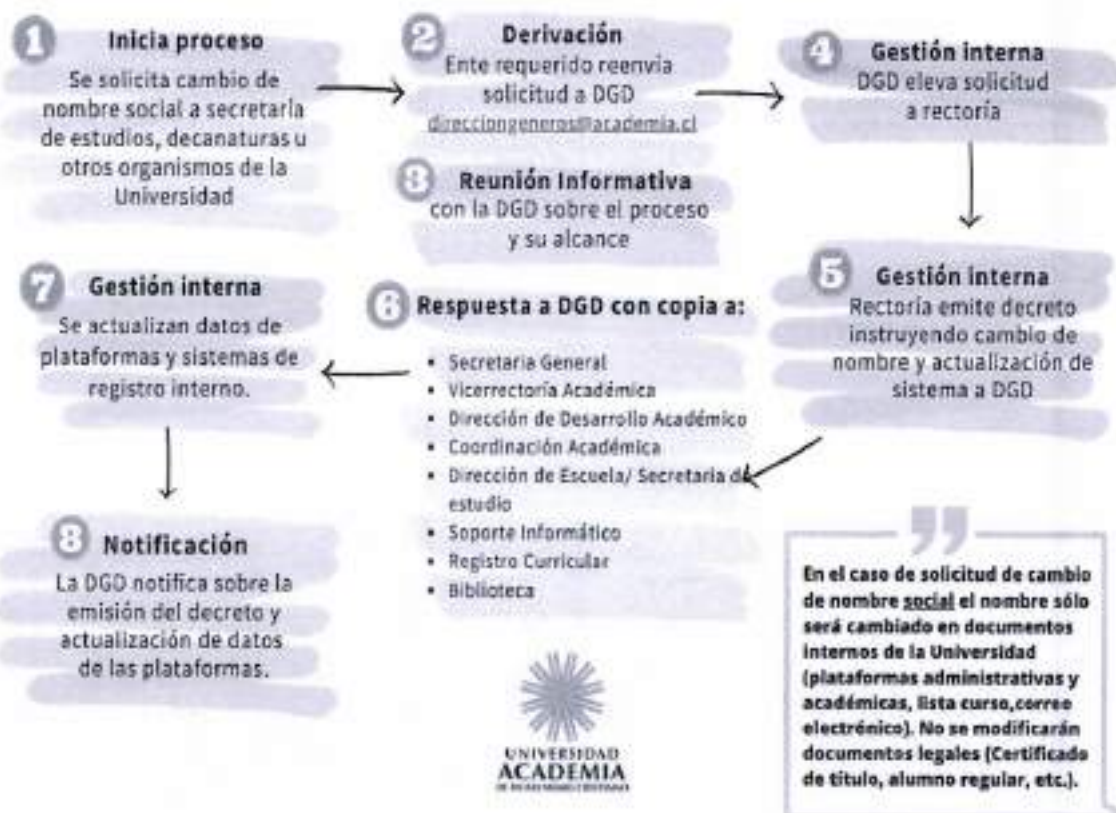 1
Inicia proceso
Se solicita cambio de
nombre social a secretaría
de estudios, decanaturas u
otros organismos de la
Universidad
2
Derivación
Ente requerido reenvía
solicitud a DGD
direcciongeneros@academia.cl
3
Reunión Informativa
con la DGD sobre el proceso
y su alcance
4
Gestión interna
DGD eleva solicitud
a rectoría
5
Gestión interna
Rectoría emite decreto
instruyendo cambio de
nombre y actualización de
sistema a DGD
6
Respuesta a DGD con copia a:
▪ Secretaria General
▪ Vicerrectoría Académica
▪ Dirección de Desarrollo Académico
▪ Coordinación Académica
▪ Dirección de Escuela/ Secretaria de
estudio
▪ Soporte Informático
▪ Registro Curricular
▪ Biblioteca
7
Gestión interna
Se actualizan datos de
plataformas y sistemas de
registro interno.
8
Notificación
La DGD notifica sobre la
emisión del decreto y
actualización de datos
de las plataformas.
En el caso de solicitud de cambio
de nombre social el nombre sólo
será cambiado en documentos
internos de la Universidad
(plataformas administrativas y
académicas, lista curso,correo
electrónico). No se modificarán
documentos legales (Certificado
de titulo, alumno regular, etc.).
UNIVERSIDAD
ACADEMIA
DE HUMANISMO CRISTIANO